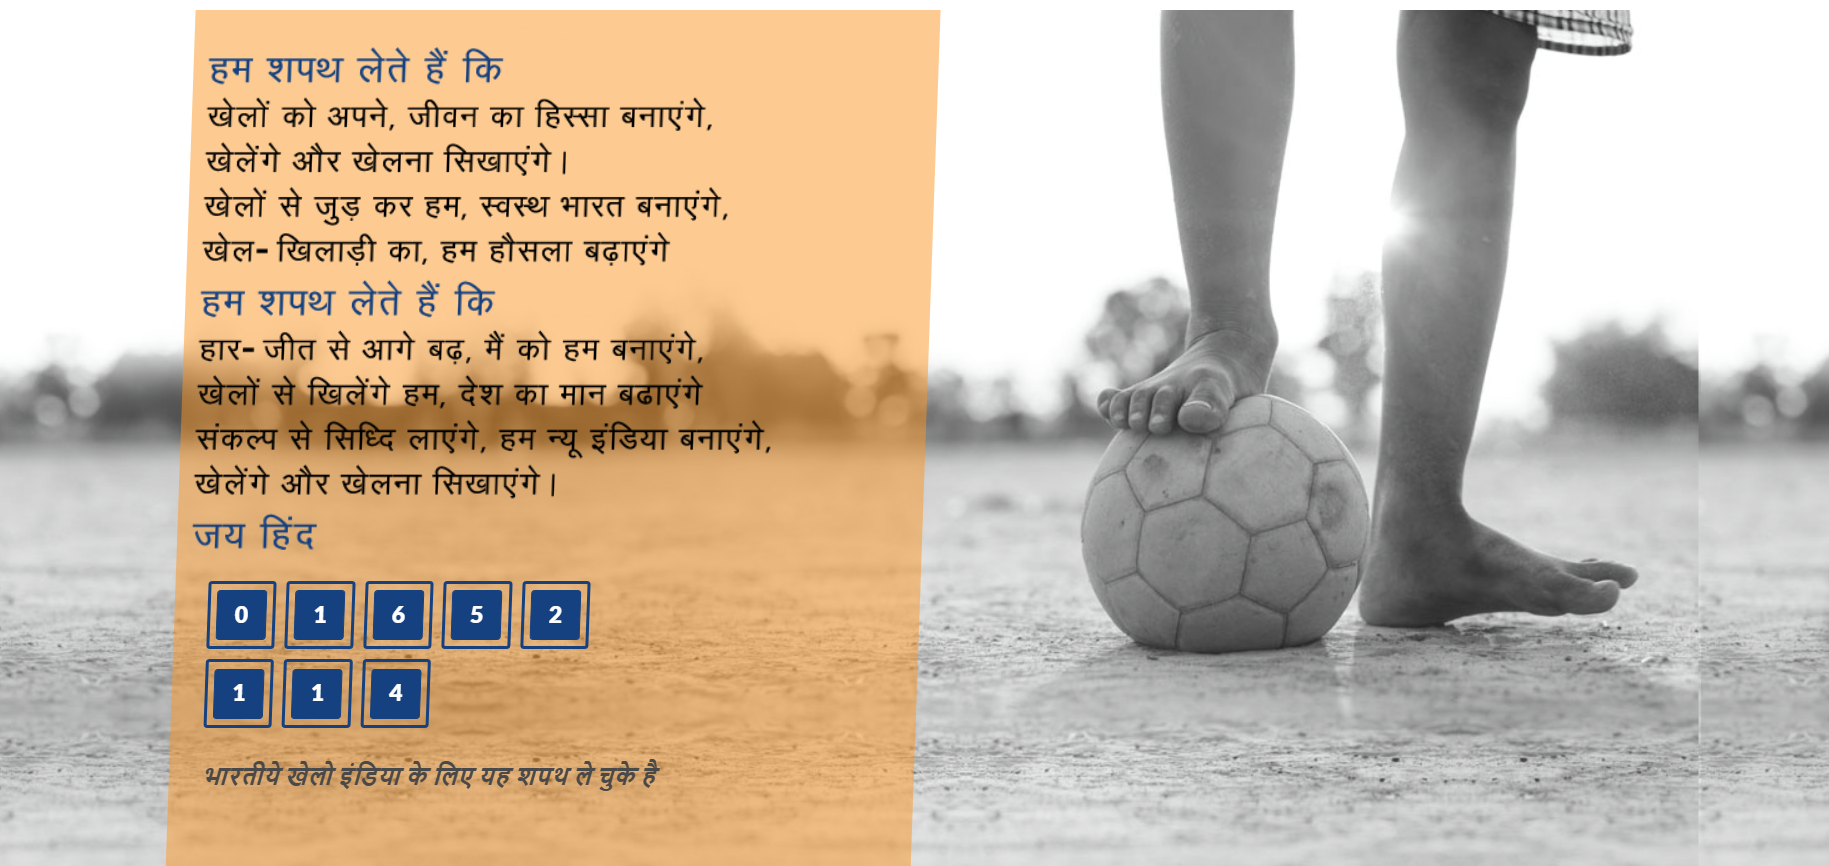 हम शपथ लेते हैं कि
खेलों को अपने, जीवन का हिस्सा बनाएंगे,
खेलेंगे और खेलना सिखाएंगे।
खेलों से जुड़ कर हम, स्वस्थ भारत बनाएंगे,
खेल- खिलाड़ी का, हम हौसला बढ़ाएंगे
हम शपथ लेते हैं कि
हार- जीत से आगे बढ़, मैं को हम बनाएंगे,
खेलों से खिलेंगे हम, देश का मान बढाएंगे
संकल्प से सिध्दि लाएंगे, हम न्यू इंडिया बनाएंगे,
खेलेंगे और खेलना सिखाएंगे।
जय हिंद
0 1 6 5 2
1 1 4
भारतीये खेलो इंडिया के लिए यह शपथ ले चुके है